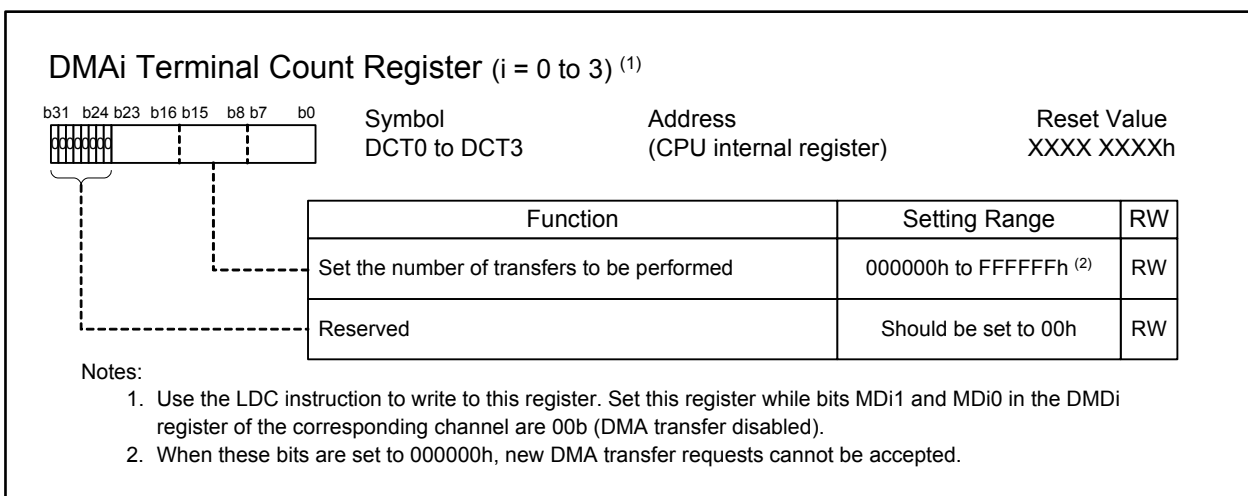 DMAi Terminal Count Register (i = 0 to 3) (1)
b31 b24 b23 b16 b15 b8 b7 b0
Symbol Address Reset Value
00000000
DCT0 to DCT3 (CPU internal register) XXXX XXXXh
Function Setting Range RW
Set the number of transfers to be performed 000000h to FFFFFFh (2) RW
Reserved Should be set to 00h RW
Notes:
1. Use the LDC instruction to write to this register. Set this register while bits MDi1 and MDi0 in the DMDi
register of the corresponding channel are 00b (DMA transfer disabled).
2. When these bits are set to 000000h, new DMA transfer requests cannot be accepted.